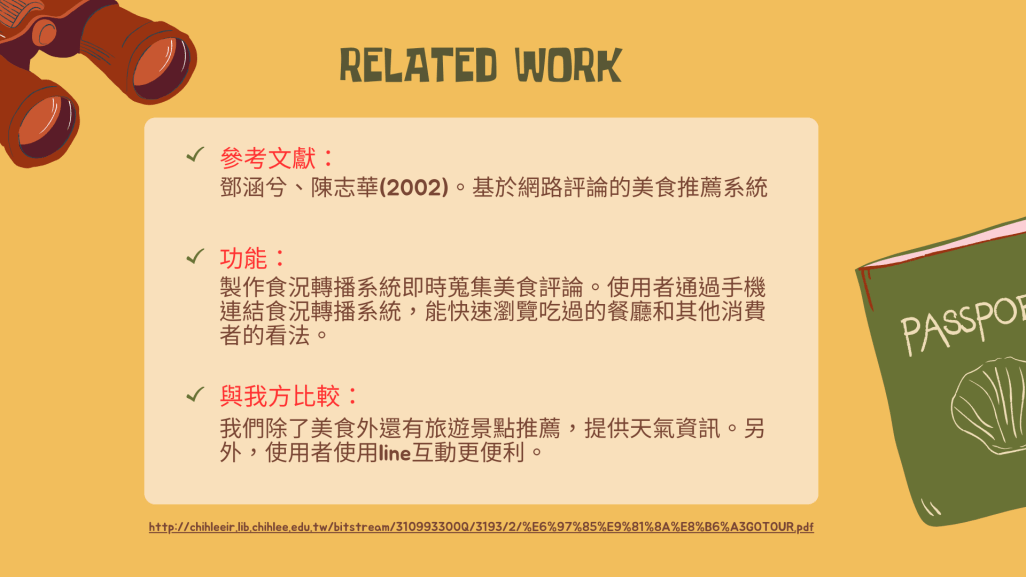 RELATED WORK
參考文獻：
鄧涵兮、陳志華(2002)。基於網路評論的美食推薦系統
功能：
製作食況轉播系統即時蒐集美食評論。使用者通過手機
連結食況轉播系統，能快速瀏覽吃過的餐廳和其他消費
者的看法。
PASSPOR
與我方比較：
我們除了美食外還有旅遊景點推薦，提供天氣資訊。另
外，使用者使用line互動更便利。
http://chihleeir.lib.chihlee.edu.tw/bitstream/310993300Q/3193/2/%E6%97%85%E9%81%8A%E8%B6%A3GOTOUR.pdf